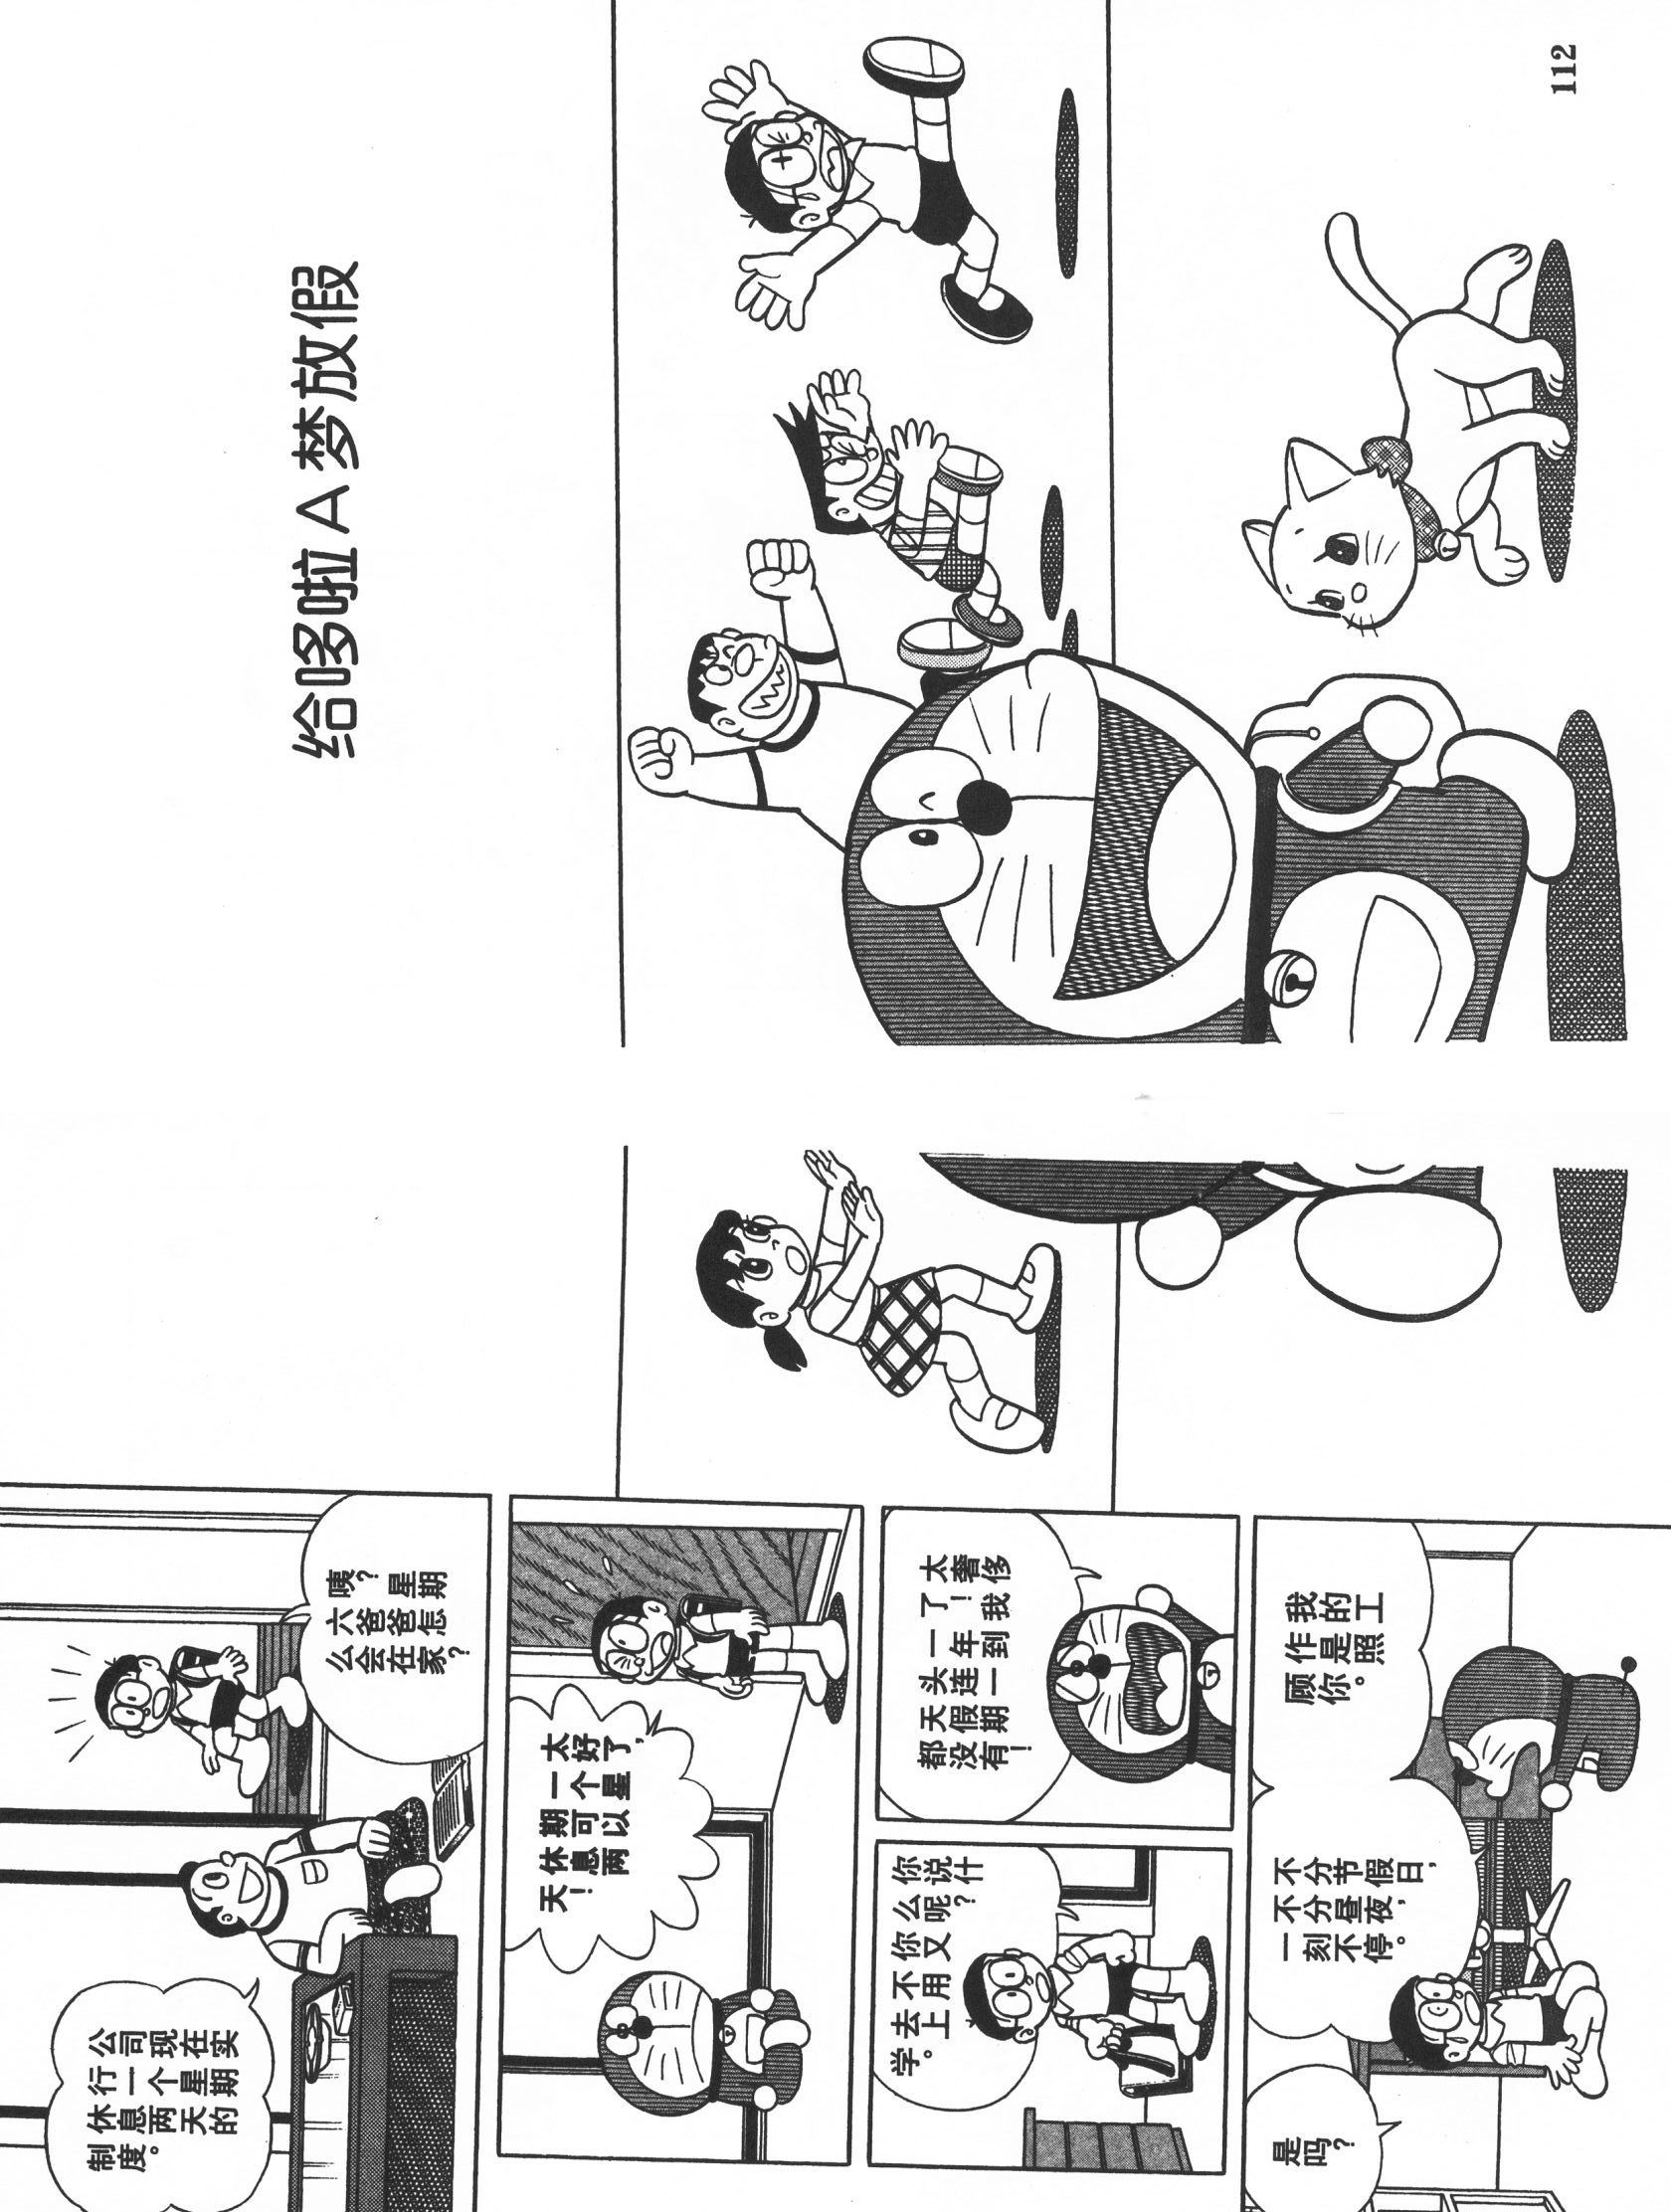 给哆啦A梦放假
咦？星期
六爸爸怎
么会在家？
公司现在实
行一个星期
休息两天的
制度。
太好了，
一个星
期可以
休息两
天！
太奢侈
了！我
一年到
头连一
天假期
都没有！
你说什
么呢？
你又
不用
去上
学。
我的工
作是照
顾你。
不分节假日，
不分昼夜，
一刻不停。
是吗？
112